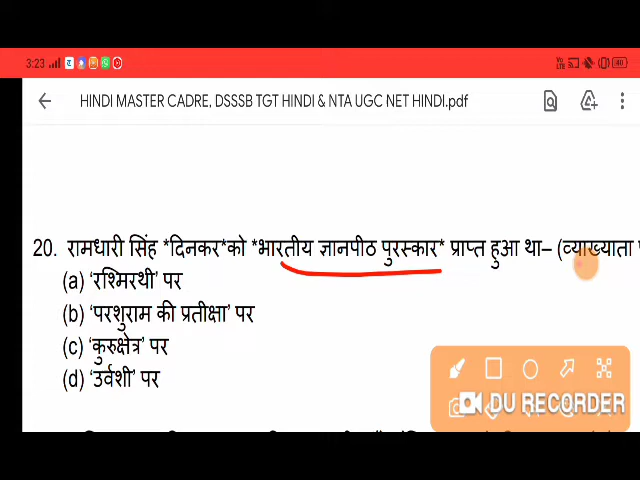 3:23
HINDI MASTER CADRE, DSSSB TGT HINDI & NTA UGC NET HINDI.pdf
20. रामधारी सिंह *दिनकर*को *भारतीय ज्ञानपीठ पुरस्कार* प्राप्त हुआ था– (व्याख्याता
(a) ‘रश्मिरथी’ पर
(b) ‘परशुराम की प्रतीक्षा’ पर
(c) ‘कुरुक्षेत्र’ पर
(d) ‘उर्वशी’ पर
DU RECORDER